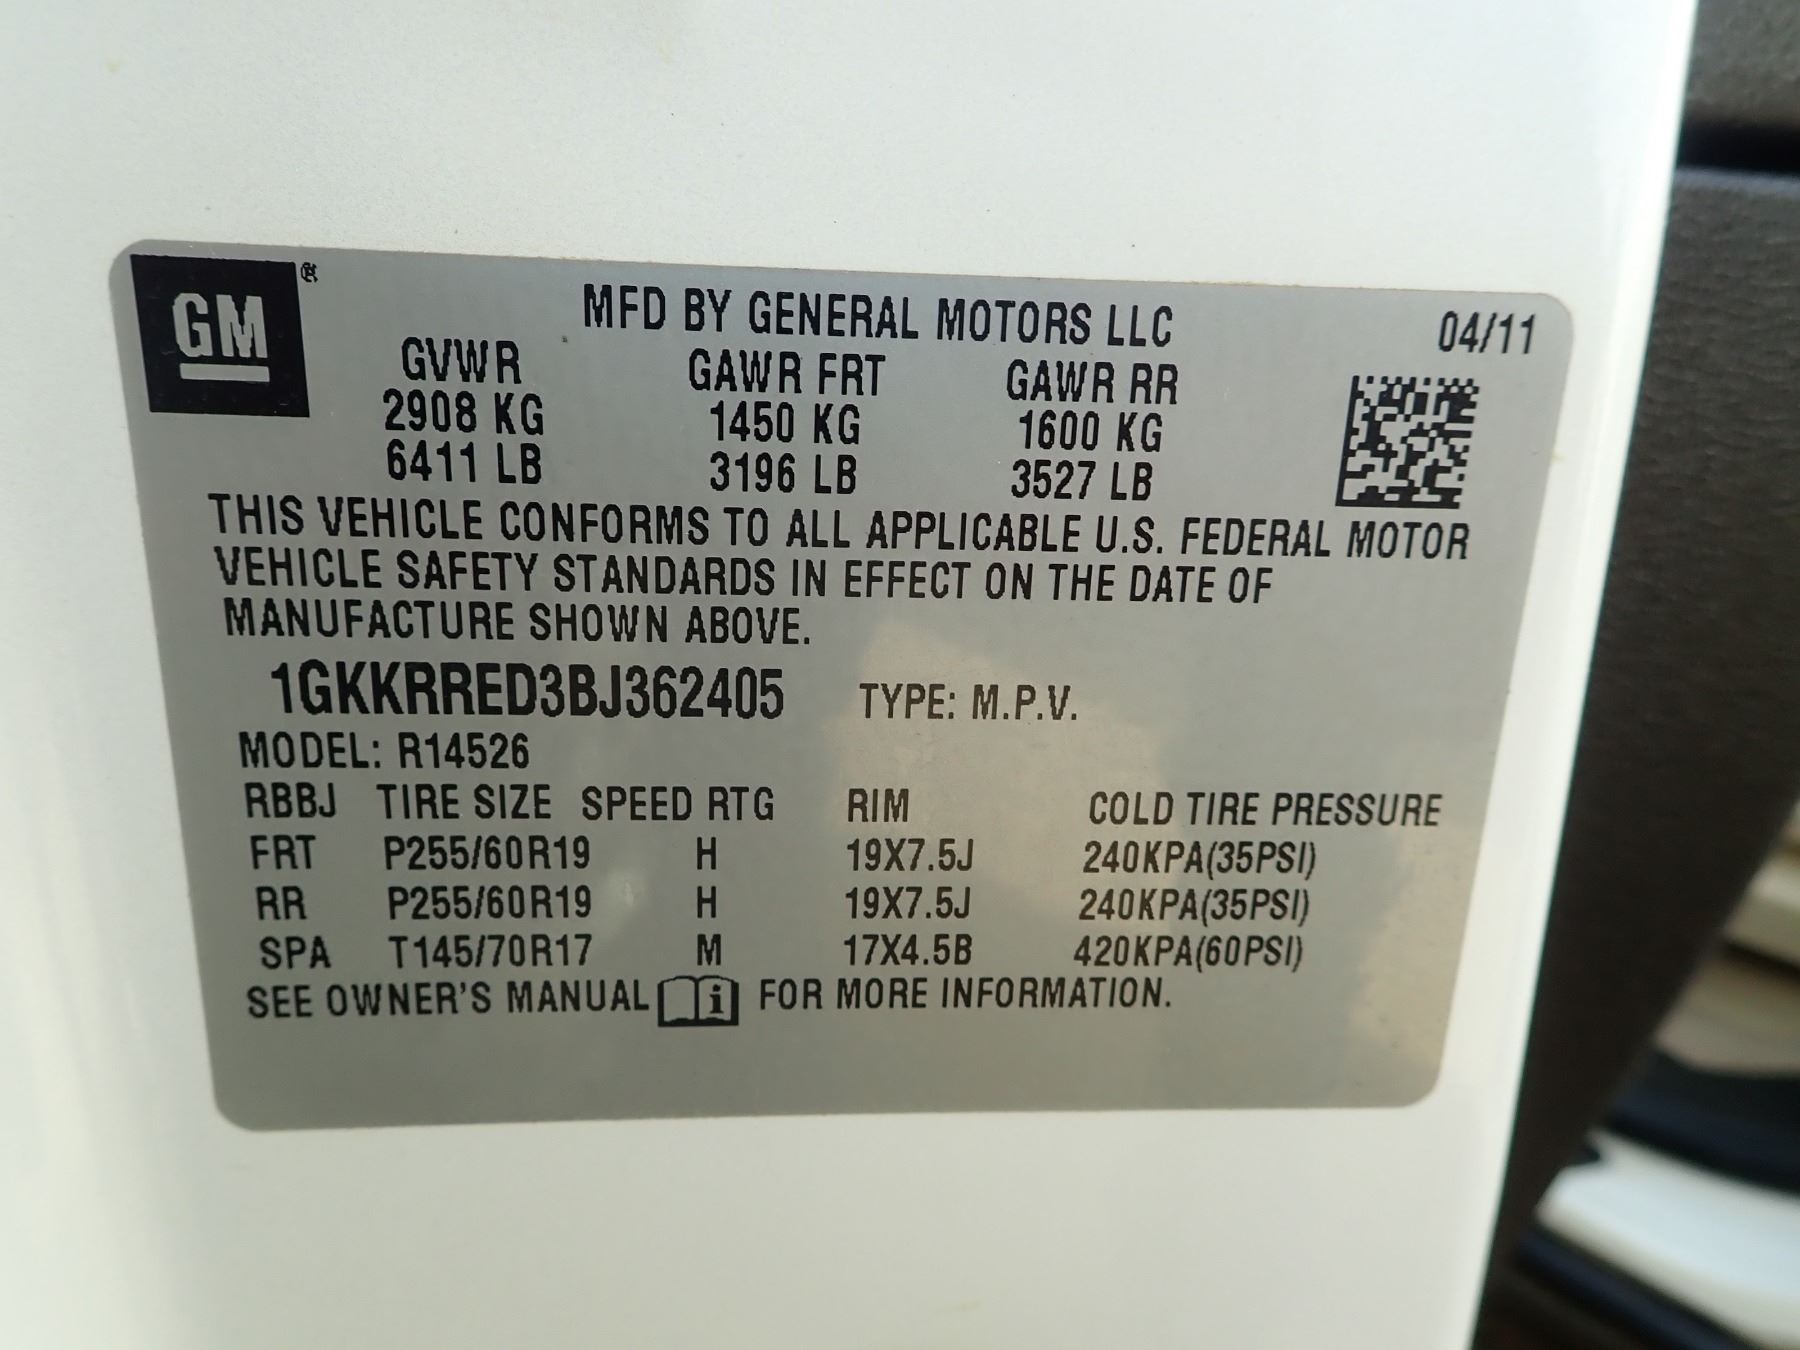 GM ®
MFD BY GENERAL MOTORS LLC 04/11
GVWR GAWR FRT GAWR RR
2908 KG 1450 KG 1600 KG
6411 LB 3196 LB 3527 LB
THIS VEHICLE CONFORMS TO ALL APPLICABLE U.S. FEDERAL MOTOR
VEHICLE SAFETY STANDARDS IN EFFECT ON THE DATE OF
MANUFACTURE SHOWN ABOVE.
1GKKRRED3BJ362405 TYPE: M.P.V.
MODEL: R14526
RBBJ TIRE SIZE SPEED RTG RIM COLD TIRE PRESSURE
FRT P255/60R19 H 19X7.5J 240KPA(35PSI)
RR P255/60R19 H 19X7.5J 240KPA(35PSI)
SPA T145/70R17 M 17X4.5B 420KPA(60PSI)
SEE OWNER'S MANUAL i FOR MORE INFORMATION.